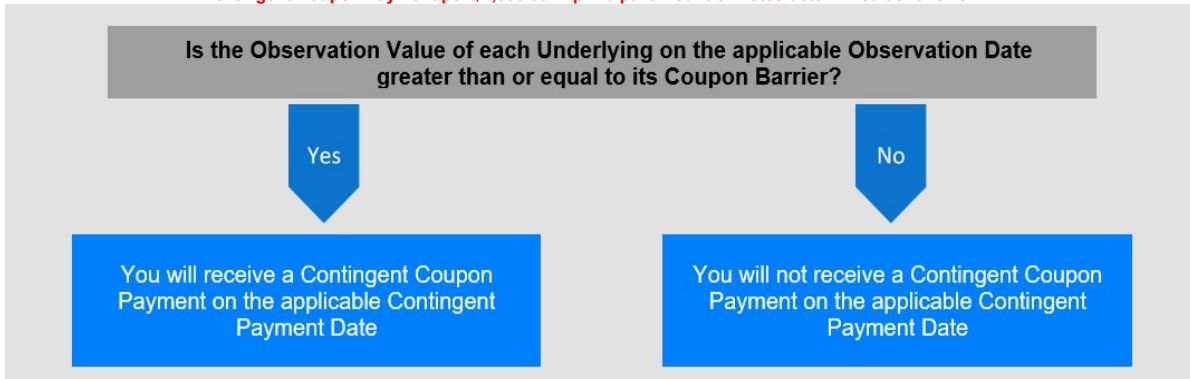 Is the Observation Value of each Underlying on the applicable Observation Date
greater than or equal to its Coupon Barrier?
Yes
No
You will receive a Contingent Coupon
Payment on the applicable Contingent
Payment Date
You will not receive a Contingent Coupon
Payment on the applicable Contingent
Payment Date